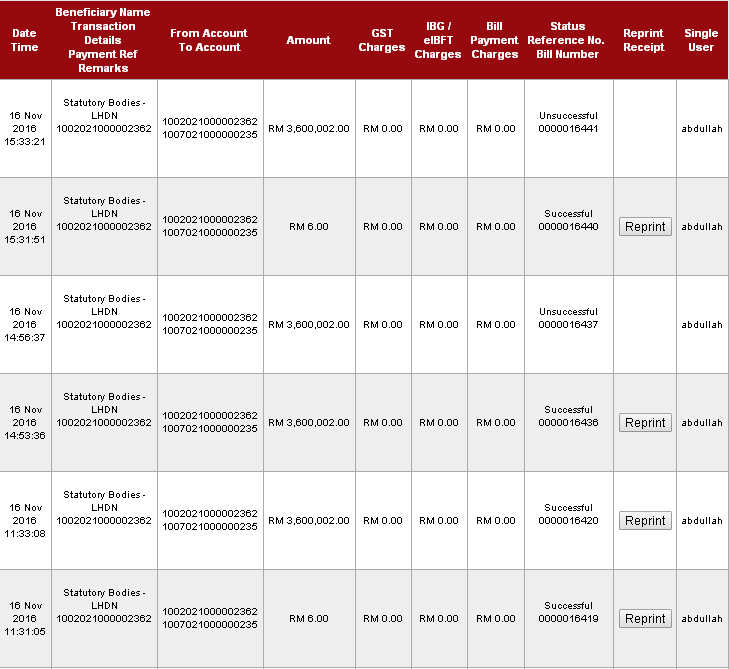 Date
Time
Beneficiary Name
Transaction
Details
Payment Ref
Remarks
From Account
To Account
Amount
GST
Charges
IBG /
eIBFT
Charges
Bill
Payment
Charges
Status
Reference No.
Bill Number
Reprint
Receipt
Single
User
16 Nov
2016
15:33:21
Statutory Bodies -
LHDN
1002021000002362
1002021000002362
1007021000000235
RM 3,600,002.00
RM 0.00
RM 0.00
RM 0.00
Unsuccessful
0000016441
abdullah
16 Nov
2016
15:31:51
Statutory Bodies -
LHDN
1002021000002362
1002021000002362
1007021000000235
RM 6.00
RM 0.00
RM 0.00
RM 0.00
Successful
0000016440
Reprint
abdullah
16 Nov
2016
14:56:37
Statutory Bodies -
LHDN
1002021000002362
1002021000002362
1007021000000235
RM 3,600,002.00
RM 0.00
RM 0.00
RM 0.00
Unsuccessful
0000016437
abdullah
16 Nov
2016
14:53:36
Statutory Bodies -
LHDN
1002021000002362
1002021000002362
1007021000000235
RM 3,600,002.00
RM 0.00
RM 0.00
RM 0.00
Successful
0000016436
Reprint
abdullah
16 Nov
2016
11:33:08
Statutory Bodies -
LHDN
1002021000002362
1002021000002362
1007021000000235
RM 3,600,002.00
RM 0.00
RM 0.00
RM 0.00
Successful
0000016420
Reprint
abdullah
16 Nov
2016
11:31:05
Statutory Bodies -
LHDN
1002021000002362
1002021000002362
1007021000000235
RM 6.00
RM 0.00
RM 0.00
RM 0.00
Successful
0000016419
Reprint
abdullah